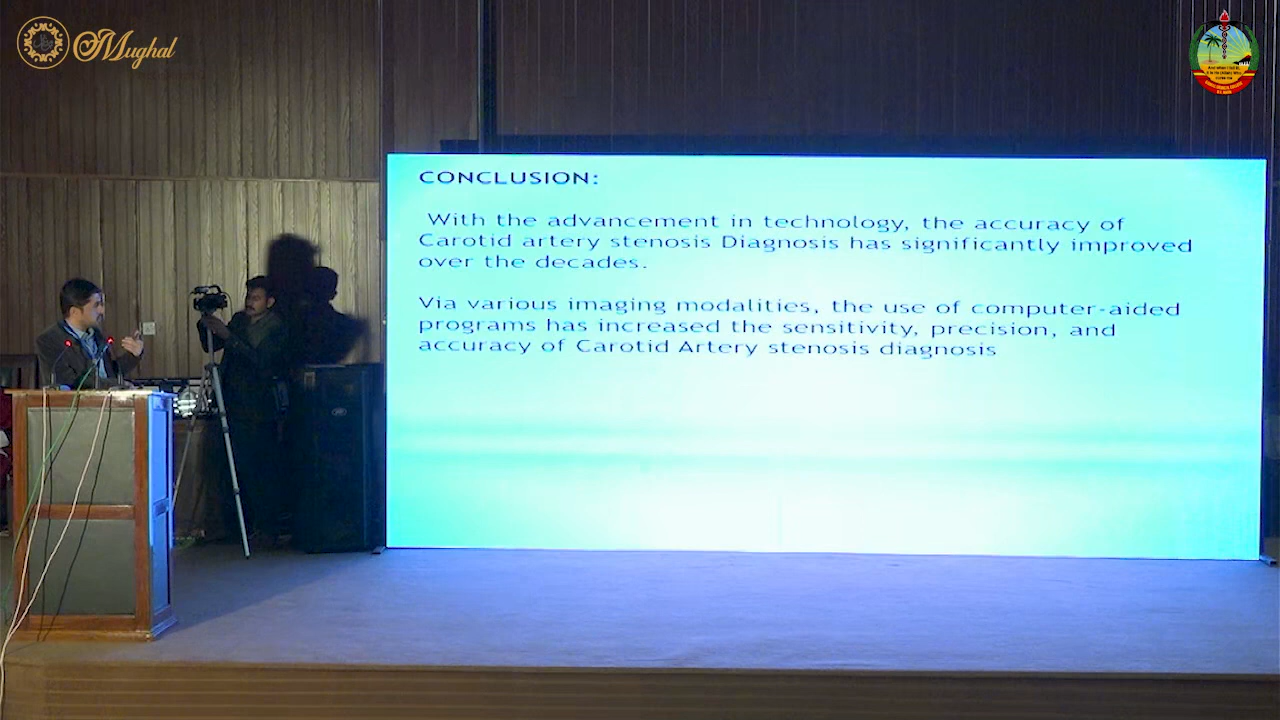 Mughal
CONCLUSION:
With the advancement in technology, the accuracy of
Carotid artery stenosis Diagnosis has significantly improved
over the decades.
Via various imaging modalities, the use of computer-aided
programs has increased the sensitivity, precision, and
accuracy of Carotid Artery stenosis diagnosis